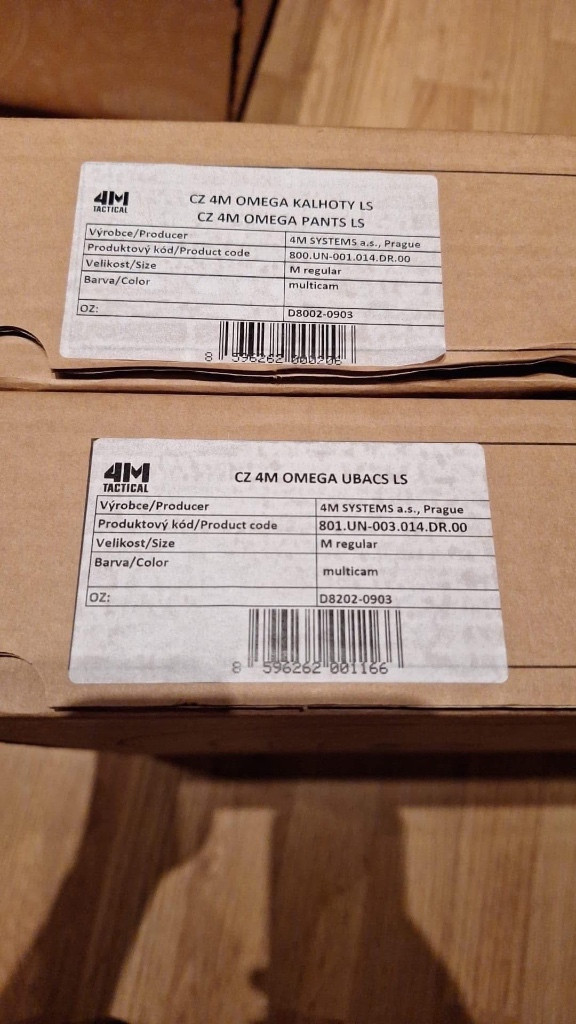 4M
TACTICAL
CZ 4M OMEGA KALHOTY LS
CZ 4M OMEGA PANTS LS
Výrobce/Producer 4M SYSTEMS a.s., Prague
Produktový kód/Product code 800.UN-001.014.DR.00
Velikost/Size M regular
Barva/Color multicam
OZ: D8002-0903
8 596262 000206
4M
TACTICAL
CZ 4M OMEGA UBACS LS
Výrobce/Producer 4M SYSTEMS a.s., Prague
Produktový kód/Product code 801.UN-003.014.DR.00
Velikost/Size M regular
Barva/Color multicam
OZ: D8202-0903
8 596262 001166